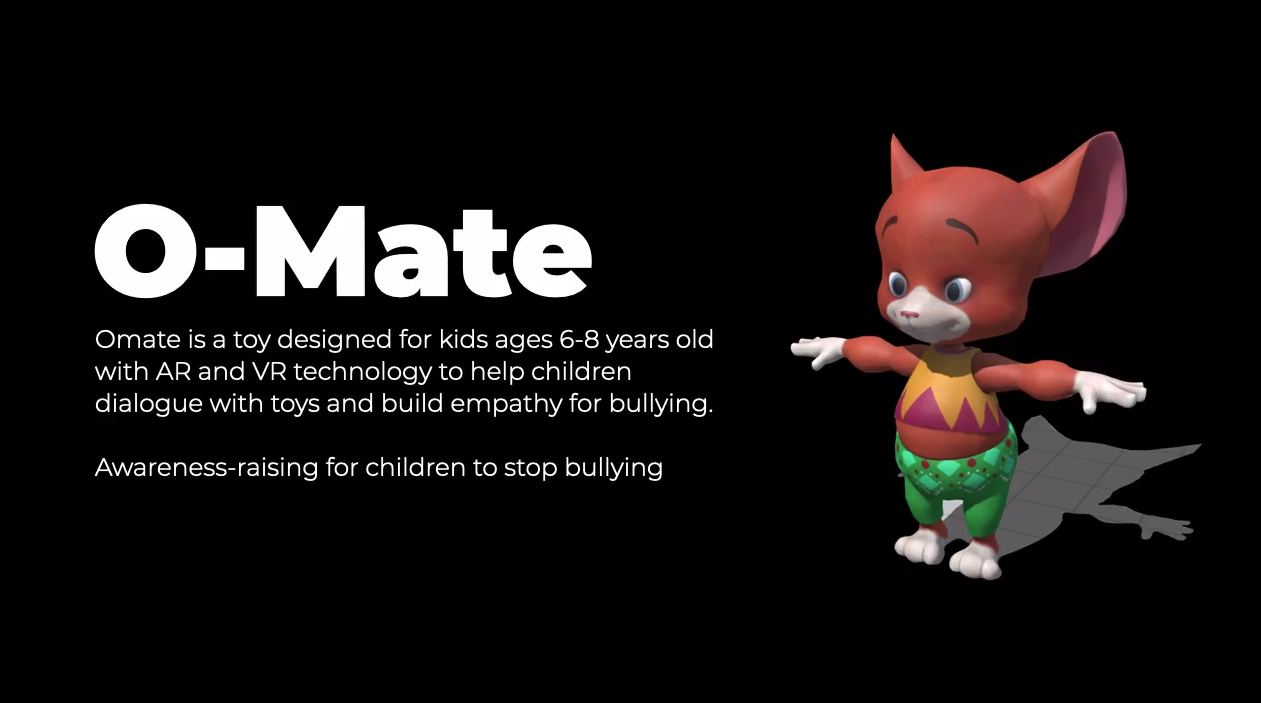 O-Mate
Omate is a toy designed for kids ages 6-8 years old
with AR and VR technology to help children
dialogue with toys and build empathy for bullying.
Awareness-raising for children to stop bullying